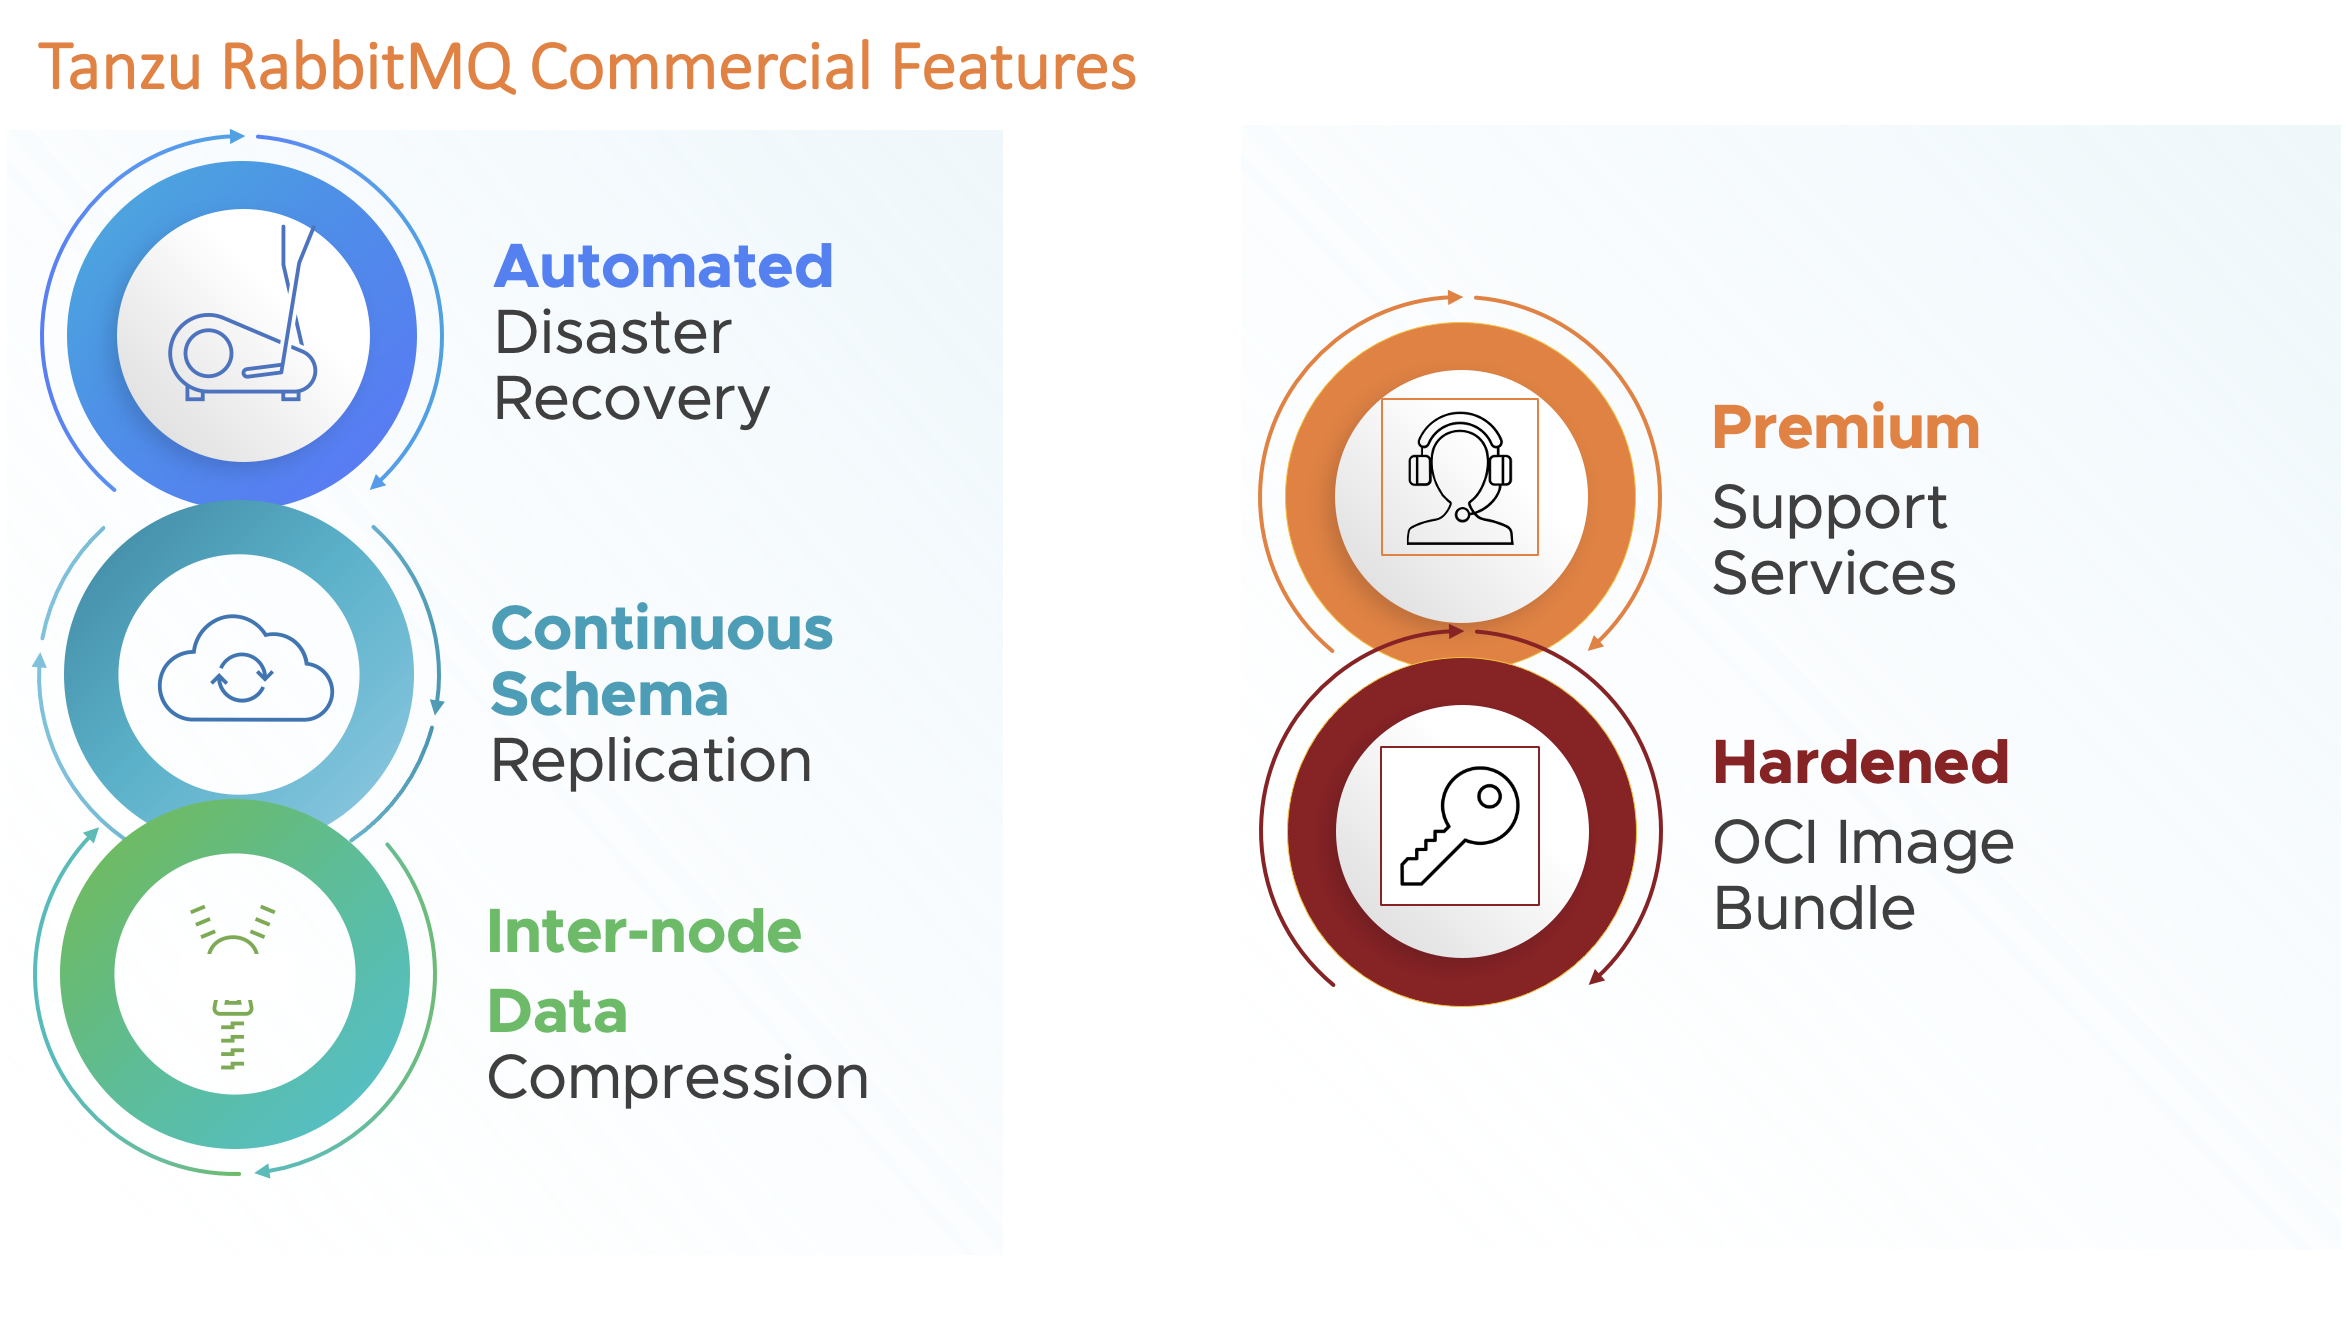 Tanzu RabbitMQ Commercial Features
Automated
Disaster
Recovery
Continuous
Schema
Replication
Inter-node
Data
Compression
Premium
Support
Services
Hardened
OCI Image
Bundle